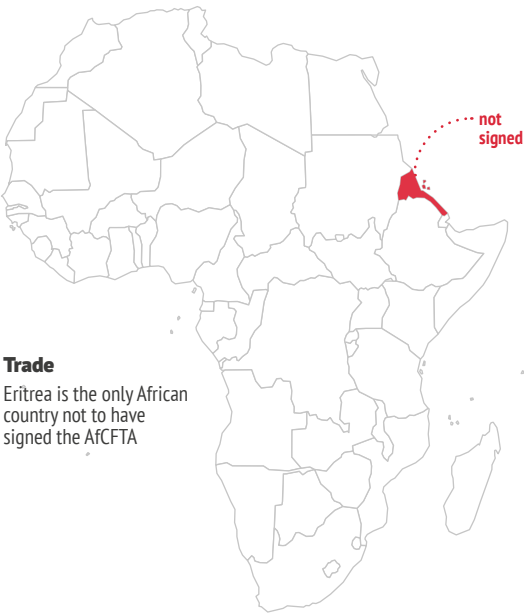 not
signed
Trade
Eritrea is the only African
country not to have
signed the AfCFTA